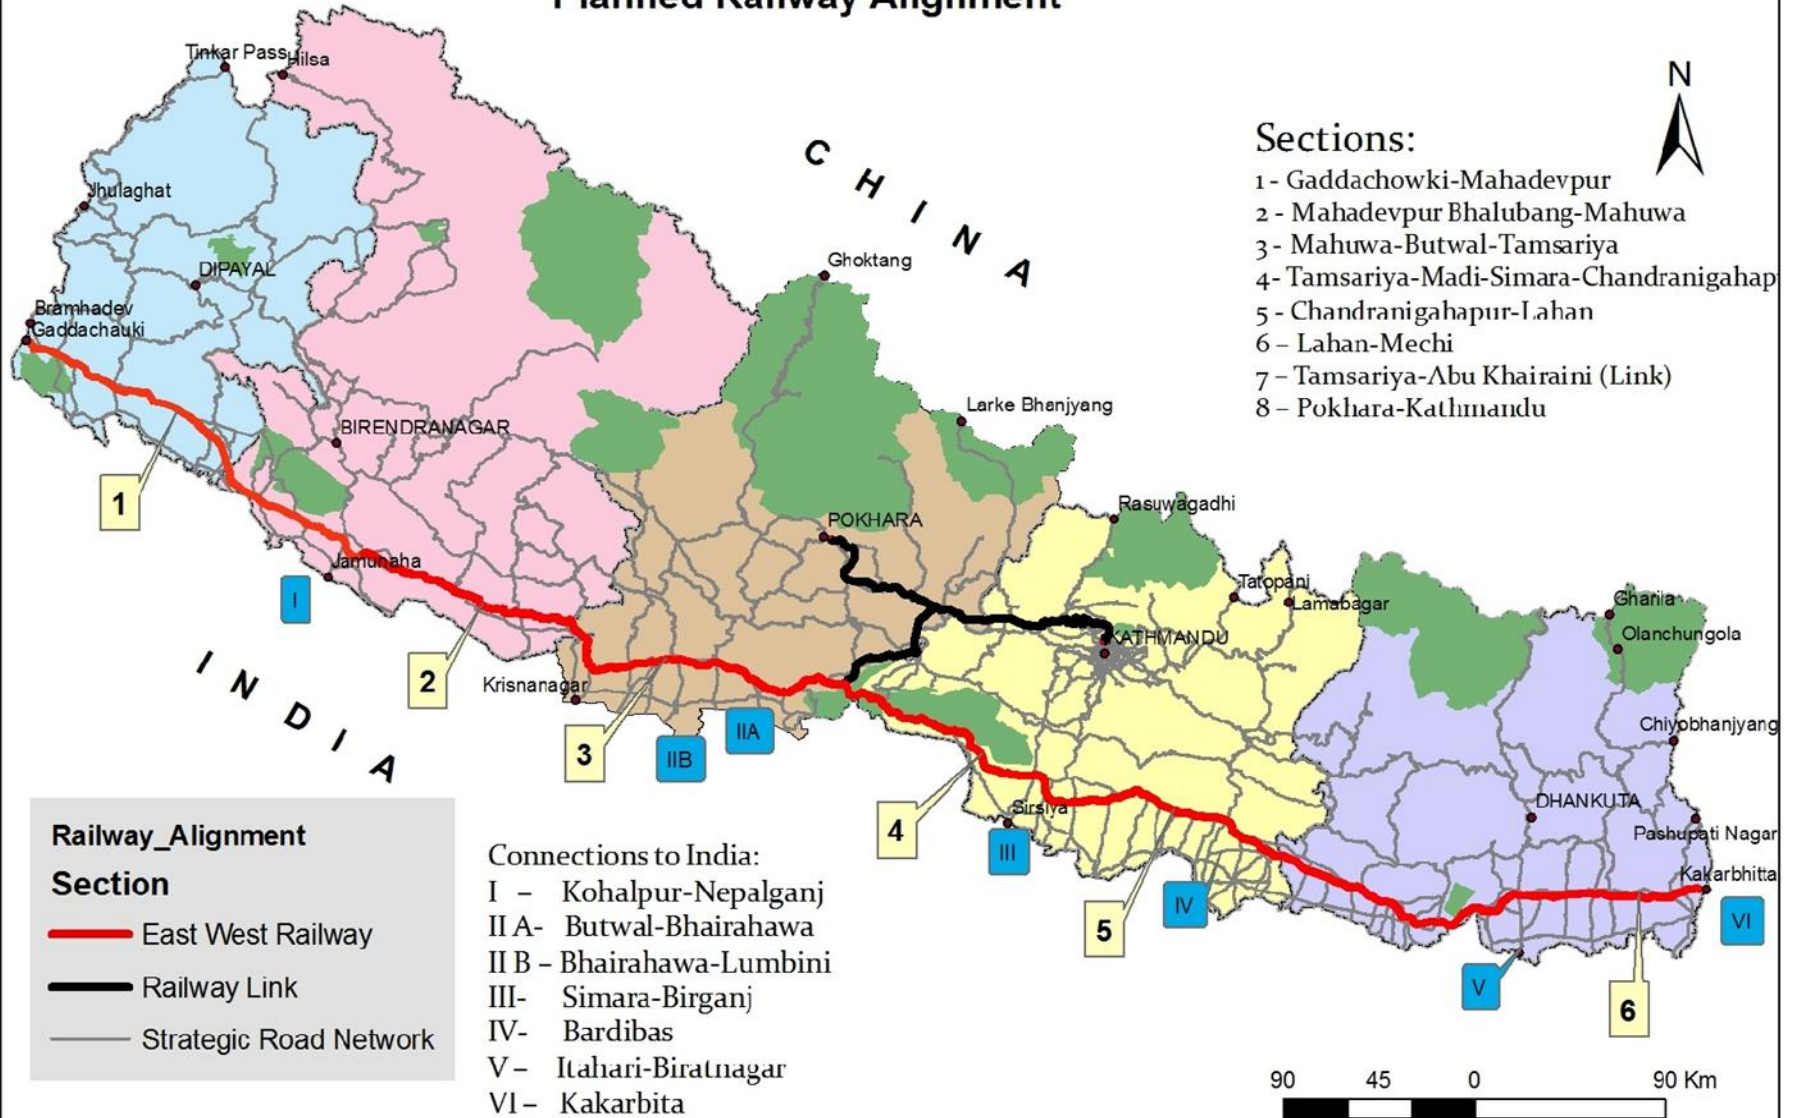 Planned Railway Alignment
N
Tinkar Pass
Hilsa
Jhulaghat
DIPAYAL
Bramhadev
Gaddachauki
BIRENDRANAGAR
Jamunaha
CHINA
Ghoktang
Larke Bhanjyang
POKHARA
Rasuwagadhi
Tatopani
Lamabagar
KATHMANDU
Ghania
Olanchungola
Chiyobhanjyang
DHANKUTA
Pashupati Nagar
Kakarbhitta
Krisnanagar
Sirsiya
INDIA
1
2
3
4
5
6
I
IIB
IIA
III
IV
V
VI
Sections:
1 - Gaddachowki-Mahadevpur
2 - Mahadevpur Bhalubang-Mahuwa
3 - Mahuwa-Butwal-Tamsariya
4- Tamsariya-Madi-Simara-Chandranigahap
5 - Chandranigahapur-Lahan
6 – Lahan-Mechi
7 – Tamsariya-Abu Khairaini (Link)
8 – Pokhara-Kathmandu
Railway_Alignment
Section
East West Railway
Railway Link
Strategic Road Network
Connections to India:
I – Kohalpur-Nepalganj
II A- Butwal-Bhairahawa
II B – Bhairahawa-Lumbini
III- Simara-Birganj
IV- Bardibas
V – Itahari-Biratnagar
VI – Kakarbita
90 45 0 90 Km